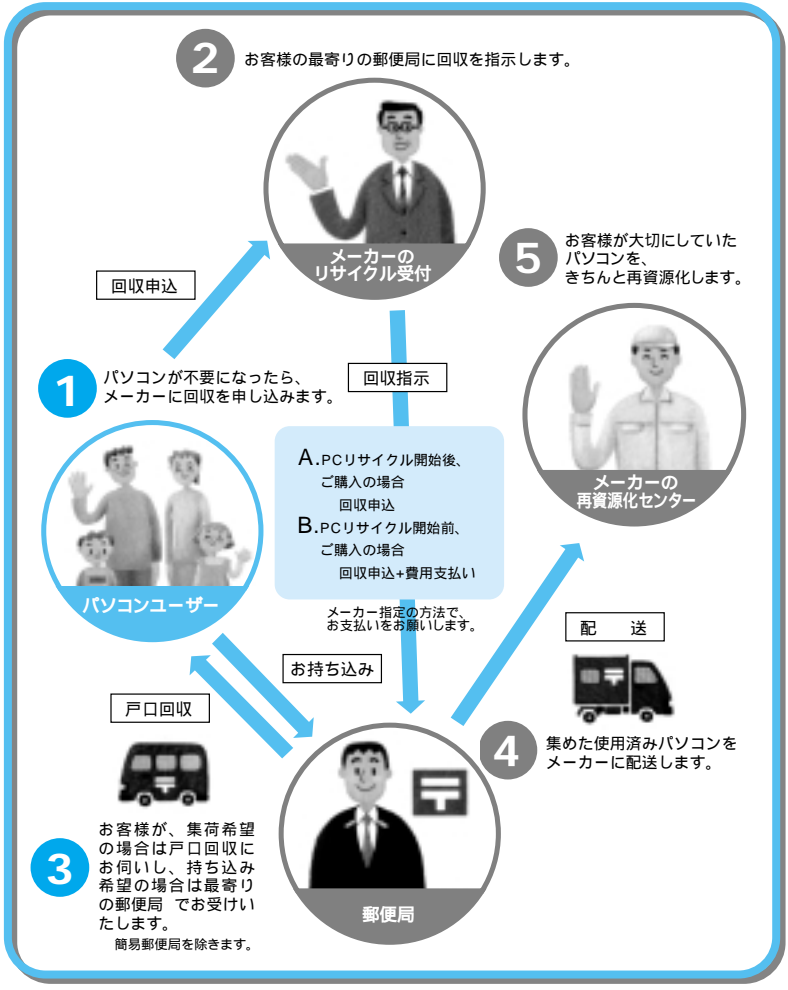 2
お客様の最寄りの郵便局に回収を指示します。
メーカーの
リサイクル受付
5
お客様が大切にしていた
パソコンを、
きちんと再資源化します。
回収申込
1
パソコンが不要になったら、
メーカーに回収を申し込みます。
回収指示
A.PCリサイクル開始後、
ご購入の場合
回収申込
B.PCリサイクル開始前、
ご購入の場合
回収申込+費用支払い
メーカー指定の方法で、
お支払いをお願いします。
メーカーの
再資源化センター
パソコンユーザー
配 送
お持ち込み
戸口回収
4
集めた使用済みパソコンを
メーカーに配送します。
3
お客様が、集荷希望
の場合は戸口回収に
お伺いし、持ち込み
希望の場合は最寄り
の郵便局 でお受けい
たします。
簡易郵便局を除きます。
〒
郵便局